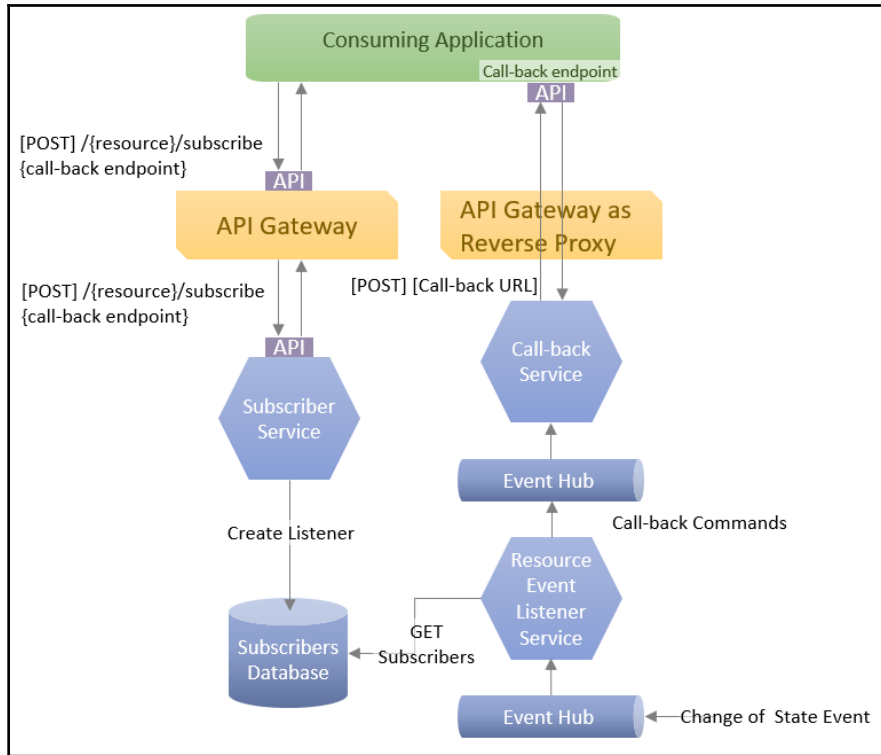 Consuming Application
Call-back endpoint
API
[POST] /{resource}/subscribe
{call-back endpoint}
API
API Gateway
API Gateway as
Reverse Proxy
[POST] /{resource}/subscribe
{call-back endpoint}
[POST] [Call-back URL]
API
Subscriber
Service
Call-back
Service
Event Hub
Create Listener
Call-back Commands
Resource
Event
Listener
Service
GET
Subscribers
Subscribers
Database
Event Hub
Change of State Event